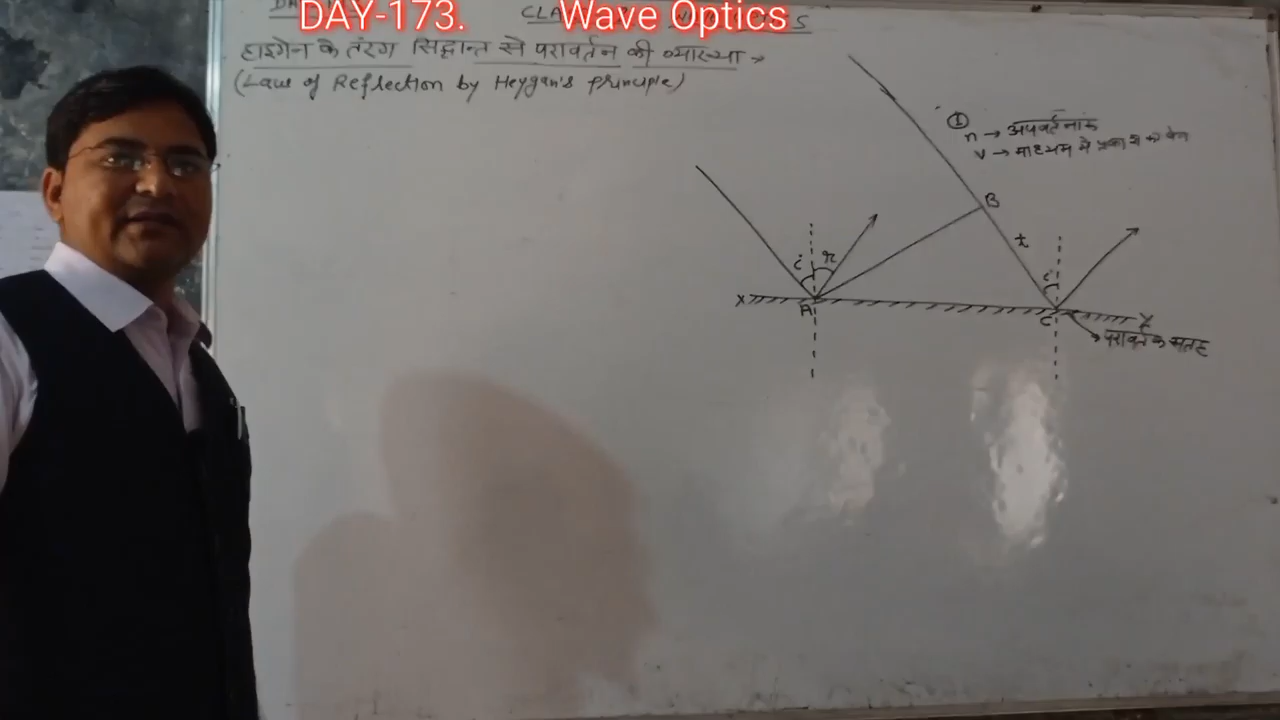 DAY-173. Wave Optics
हाइगेन के तंरग सिद्धान्त से परावर्तन की व्याख्या →
(Law of Reflection by Heygan's principle)
①
n → अपवर्तनांक
v → माध्यम में प्रकाश का वेग
B
t
i r
i
X A C Y
परावर्तक सतह